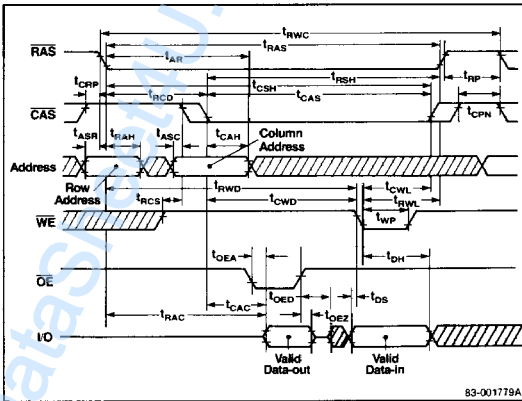 tRWC
RAS
tRAS
tAR
tCRP
tRSH
tRP
tRCD
tCSH
CAS
tCAS
tCPN
tASR
tRAH
tASC
tCAH
Column
Address
Address
Row
Address
tRWD
tCWL
tRCS
tCWD
tRWL
WE
tWP
tOEA
tDH
OE
tOED
tDS
tCAC
tRAC
tOEZ
I/O
Valid
Data-out
Valid
Data-in
83-001779A